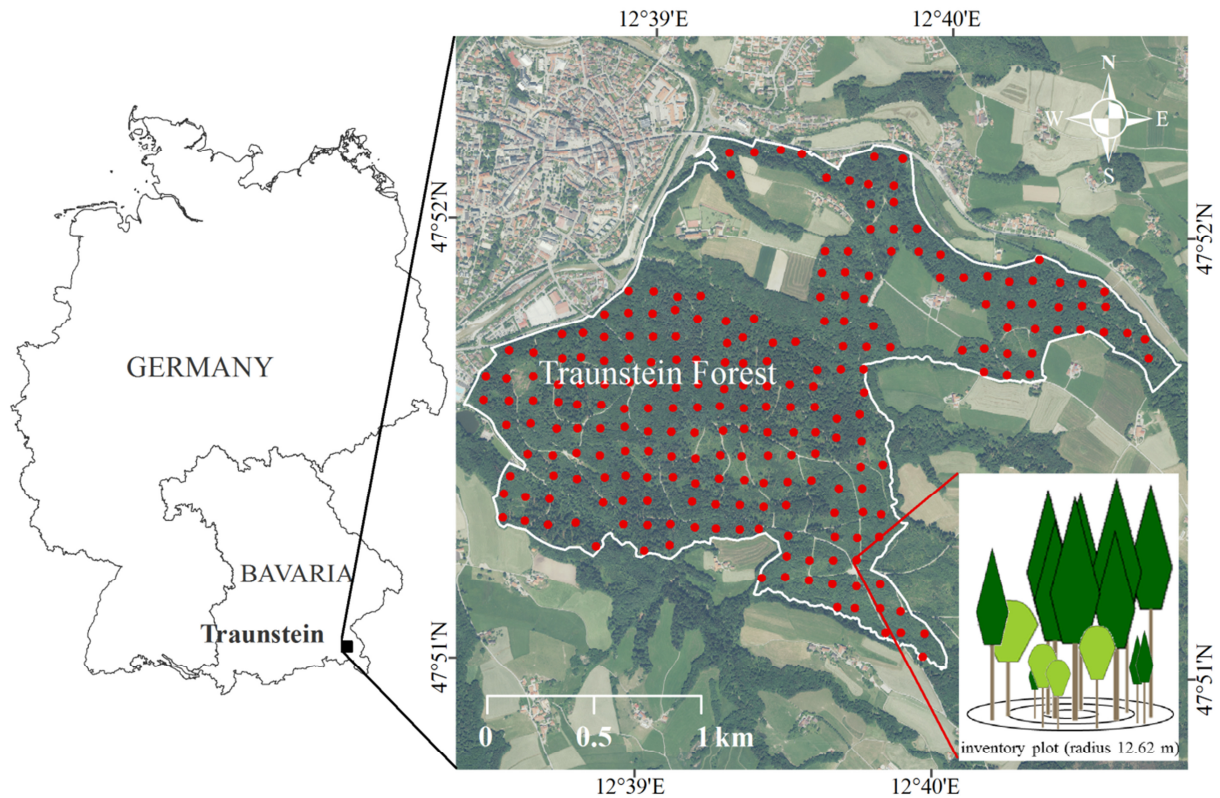 12°39'E
12°40'E
N
W
E
S
47°52'N
47°52'N
GERMANY
Traunstein Forest
BAVARIA
Traunstein
47°51'N
47°51'N
0
0.5
1 km
inventory plot (radius 12.62 m)
12°39'E
12°40'E